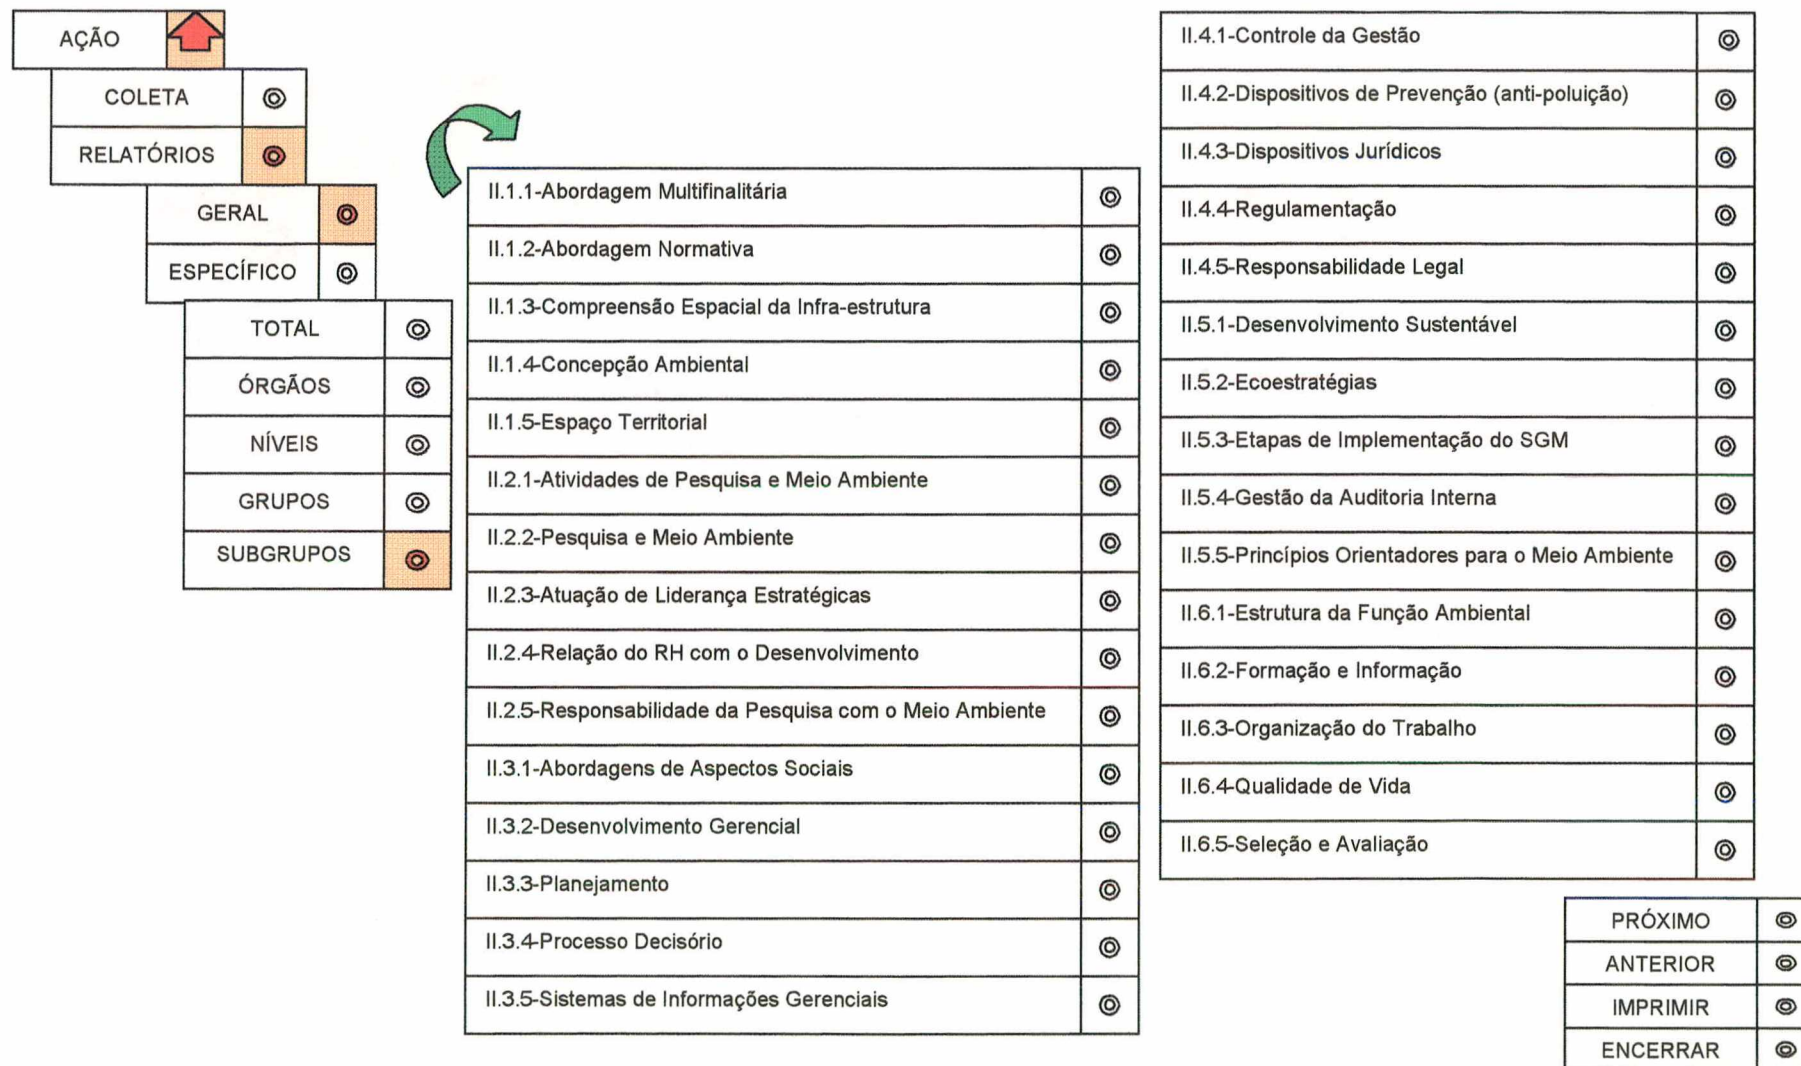 AÇÃO
COLETA
RELATÓRIOS
GERAL
ESPECÍFICO
TOTAL
ÓRGÃOS
NÍVEIS
GRUPOS
SUBGRUPOS
II.1.1-Abordagem Multifinalitária
II.1.2-Abordagem Normativa
II.1.3-Compreensão Espacial da Infra-estrutura
II.1.4-Concepção Ambiental
II.1.5-Espaço Territorial
II.2.1-Atividades de Pesquisa e Meio Ambiente
II.2.2-Pesquisa e Meio Ambiente
II.2.3-Atuação de Liderança Estratégicas
II.2.4-Relação do RH com o Desenvolvimento
II.2.5-Responsabilidade da Pesquisa com o Meio Ambiente
II.3.1-Abordagens de Aspectos Sociais
II.3.2-Desenvolvimento Gerencial
II.3.3-Planejamento
II.3.4-Processo Decisório
II.3.5-Sistemas de Informações Gerenciais
II.4.1-Controle da Gestão
II.4.2-Dispositivos de Prevenção (anti-poluição)
II.4.3-Dispositivos Jurídicos
II.4.4-Regulamentação
II.4.5-Responsabilidade Legal
II.5.1-Desenvolvimento Sustentável
II.5.2-Ecoestratégias
II.5.3-Etapas de Implementação do SGM
II.5.4-Gestão da Auditoria Interna
II.5.5-Princípios Orientadores para o Meio Ambiente
II.6.1-Estrutura da Função Ambiental
II.6.2-Formação e Informação
II.6.3-Organização do Trabalho
II.6.4-Qualidade de Vida
II.6.5-Seleção e Avaliação
PRÓXIMO
ANTERIOR
IMPRIMIR
ENCERRAR